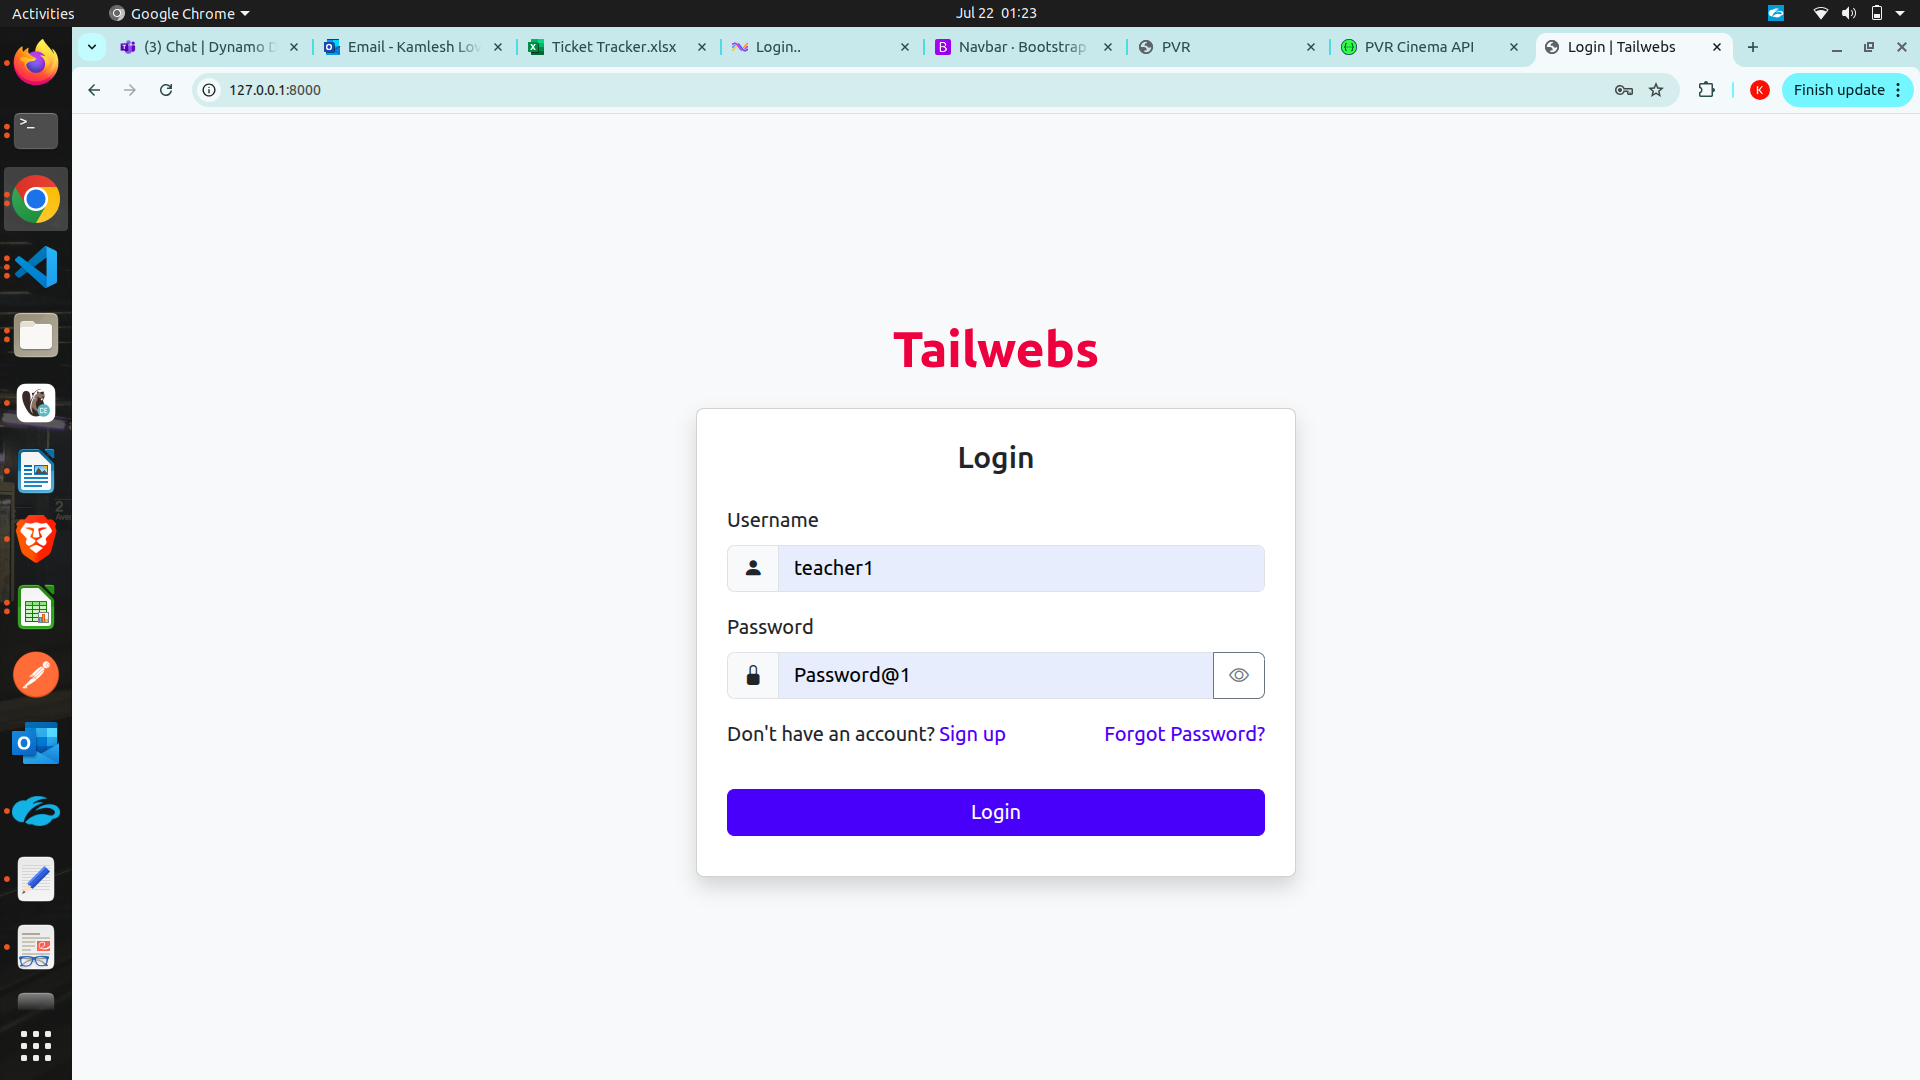 Activities
Google Chrome
Jul 22 01:23
(3) Chat | Dynamo
Email - Kamlesh Lov
Ticket Tracker.xlsx
Login..
Navbar · Bootstrap
PVR
PVR Cinema API
Login | Tailwebs
127.0.0.1:8000
K
Finish update
Tailwebs
Login
Username
teacher1
Password
Password@1
Don't have an account? Sign up
Forgot Password?
Login